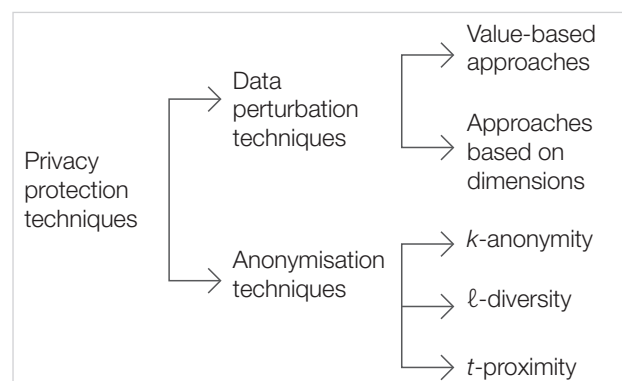 Privacy
protection
techniques
Data
perturbation
techniques
Value-based
approaches
Approaches
based on
dimensions
Anonymisation
techniques
k-anonymity
ℓ-diversity
t-proximity